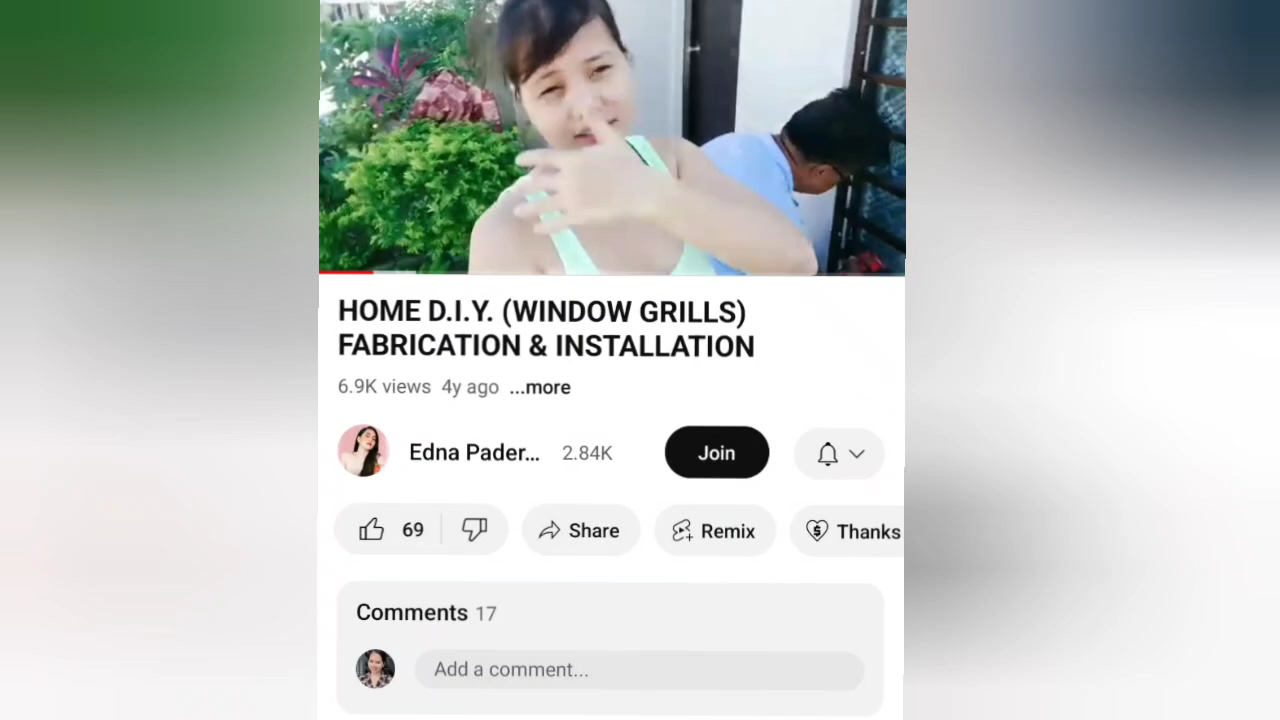 HOME D.I.Y. (WINDOW GRILLS)
FABRICATION & INSTALLATION
6.9K views 4y ago ...more
Edna Pader... 2.84K Join
69 Share Remix Thanks
Comments 17
Add a comment...